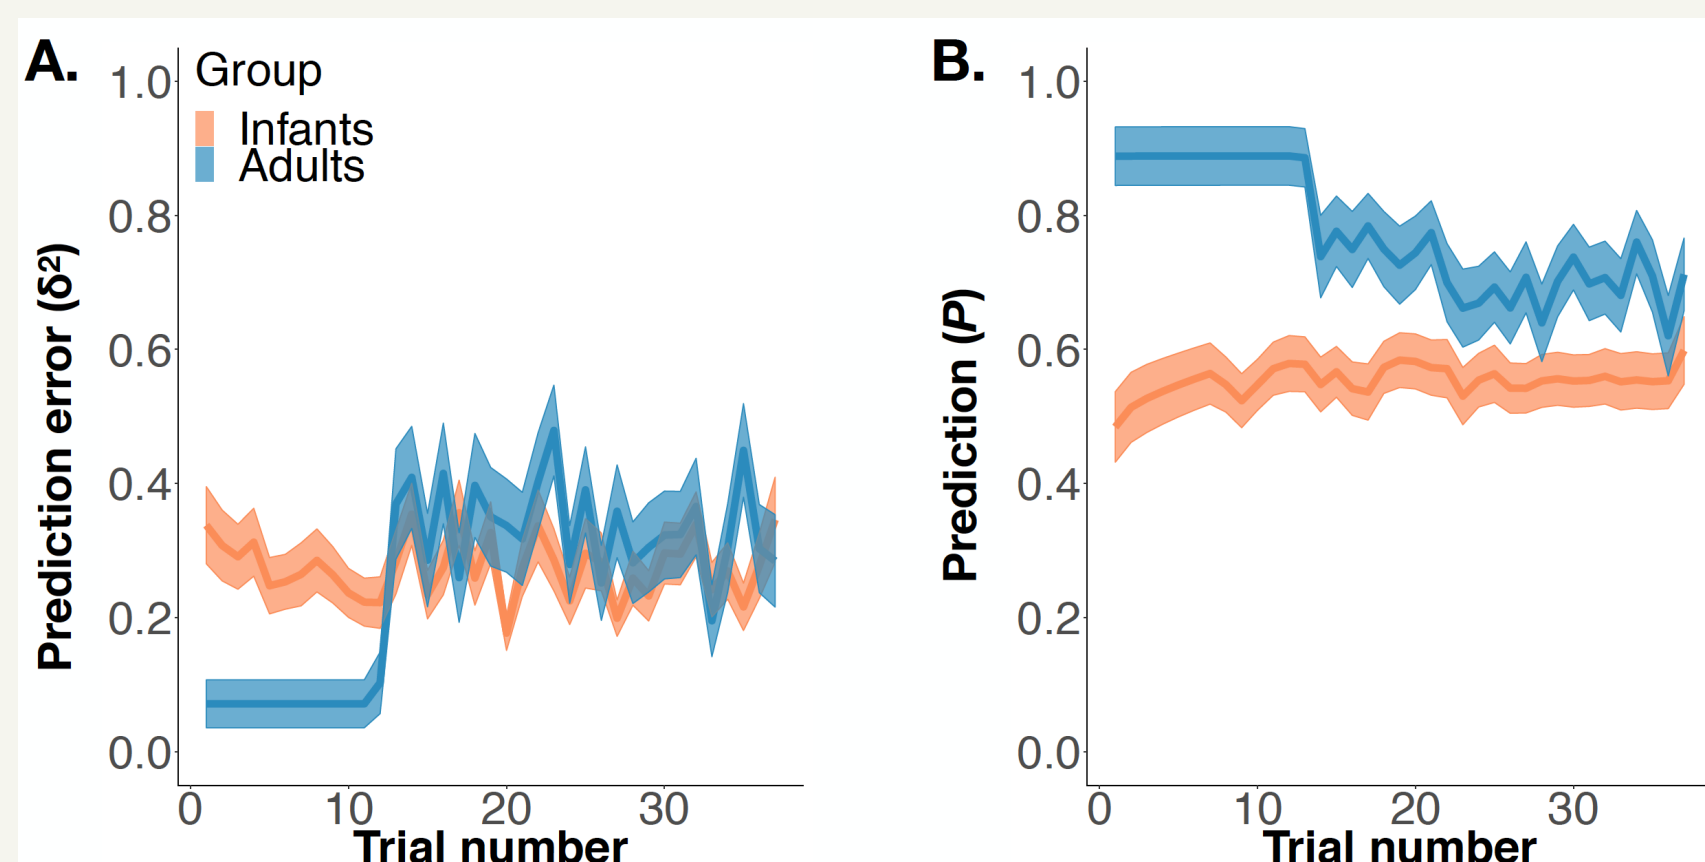 A.
Group
Infants
Adults
Prediction error (δ²)
1.0
0.8
0.6
0.4
0.2
0.0
0 10 20 30
Trial number
B.
Prediction (P)
1.0
0.8
0.6
0.4
0.2
0.0
0 10 20 30
Trial number